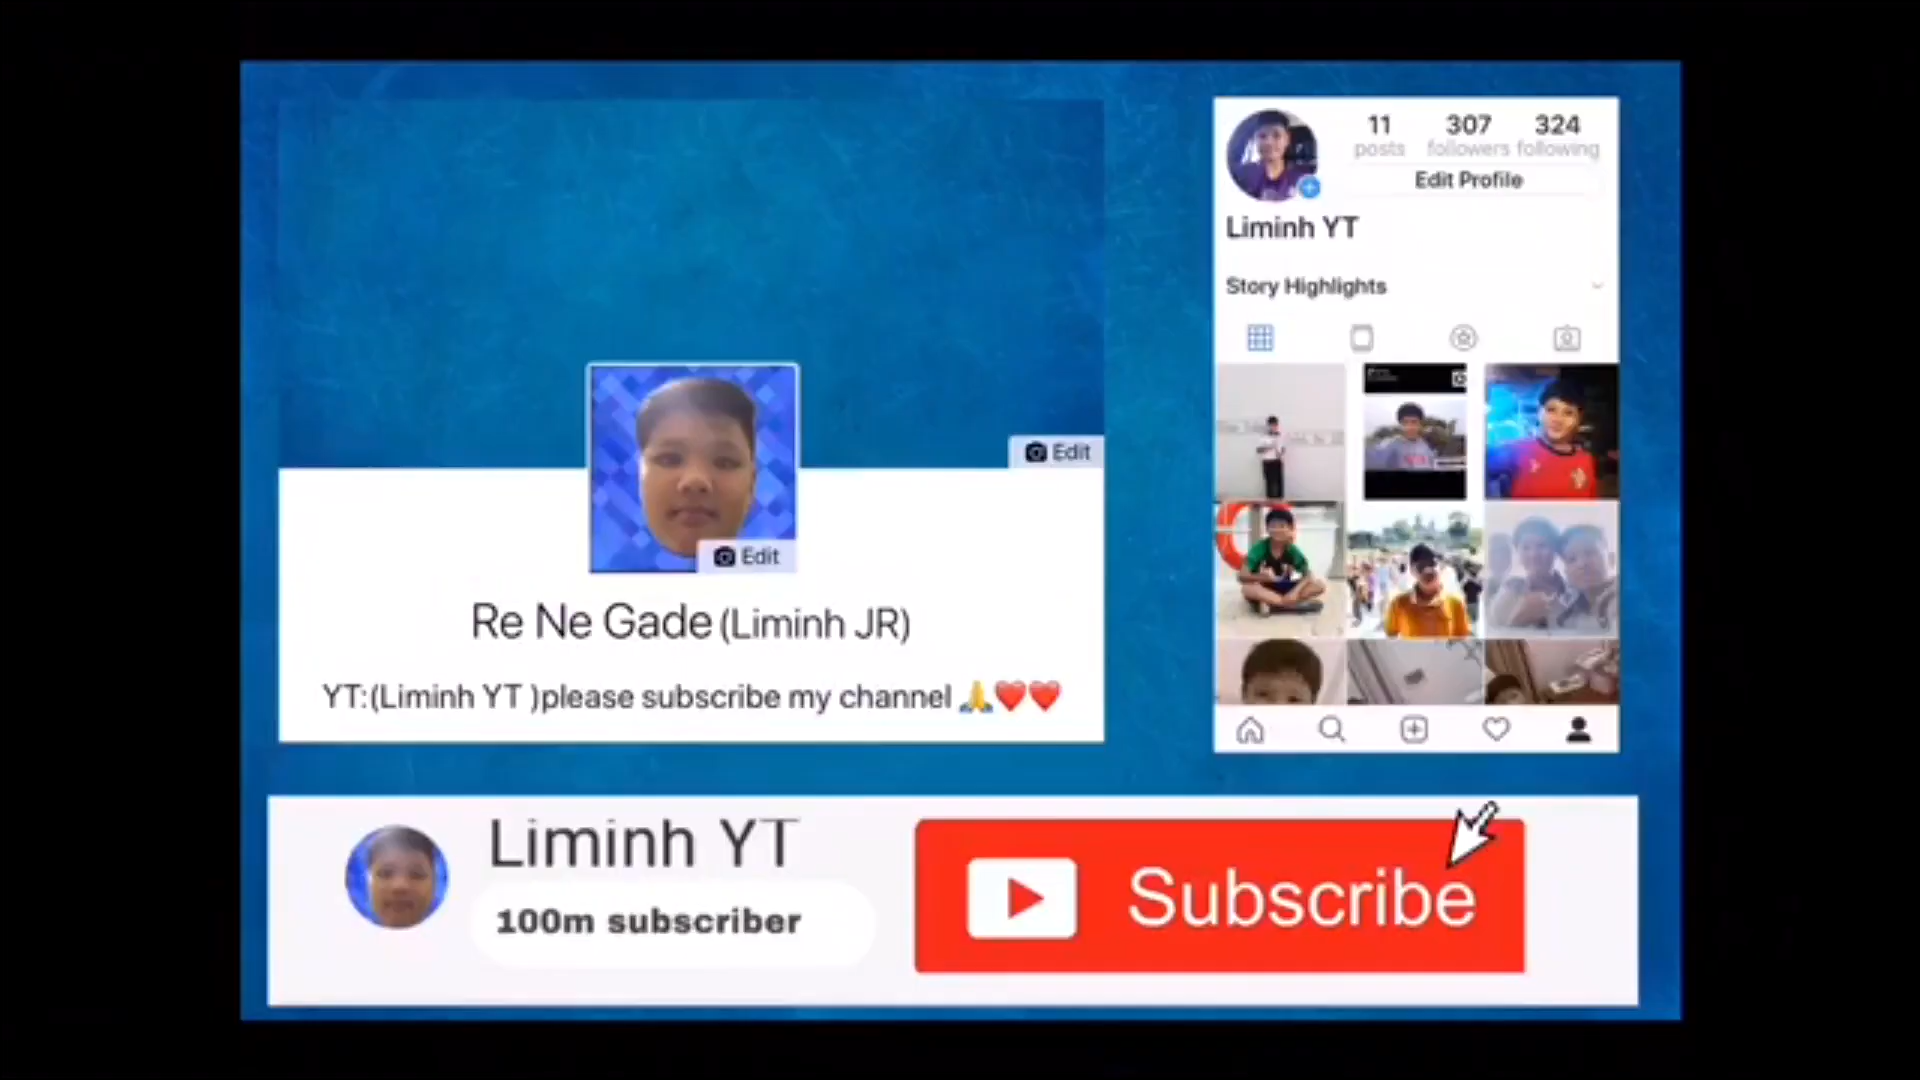 11 307 324
posts followers following
Edit Profile
Liminh YT
Story Highlights
Edit
Edit
Re Ne Gade (Liminh JR)
YT:(Liminh YT )please subscribe my channel 🙏❤️❤️
Liminh YT
100m subscriber
Subscribe